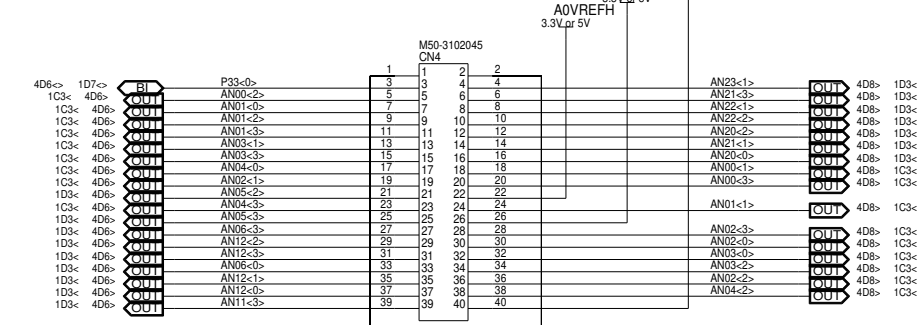 3.3V or 5V
A0VREFH
3.3V or 5V
M50-3102045
CN4
1 1 2 2
4D6<> 1D7<> BI P33<0> 3 3 4 4 AN23<1> OUT 4D8> 1D3<
1C3< 4D6> OUT AN00<2> 5 5 6 6 AN21<3> OUT 4D8> 1D3<
1C3< 4D6> OUT AN01<0> 7 7 8 8 AN22<1> OUT 4D8> 1D3<
1C3< 4D6> OUT AN01<2> 9 9 10 10 AN22<2> OUT 4D8> 1D3<
1C3< 4D6> OUT AN01<3> 11 11 12 12 AN20<2> OUT 4D8> 1D3<
1C3< 4D6> OUT AN03<1> 13 13 14 14 AN21<1> OUT 4D8> 1D3<
1C3< 4D6> OUT AN03<3> 15 15 16 16 AN20<0> OUT 4D8> 1D3<
1C3< 4D6> OUT AN04<0> 17 17 18 18 AN00<1> OUT 4D8> 1C3<
1C3< 4D6> OUT AN02<1> 19 19 20 20 AN00<3> OUT 4D8> 1C3<
1D3< 4D6> OUT AN05<2> 21 21 22 22
1C3< 4D6> OUT AN04<3> 23 23 24 24 AN01<1> OUT 4D8> 1C3<
1D3< 4D6> OUT AN05<3> 25 25 26 26
1D3< 4D6> OUT AN06<3> 27 27 28 28 AN02<3> OUT 4D8> 1C3<
1D3< 4D6> OUT AN12<2> 29 29 30 30 AN02<0> OUT 4D8> 1C3<
1D3< 4D6> OUT AN12<3> 31 31 32 32 AN03<0> OUT 4D8> 1C3<
1D3< 4D6> OUT AN06<0> 33 33 34 34 AN03<2> OUT 4D8> 1C3<
1D3< 4D6> OUT AN12<1> 35 35 36 36 AN02<2> OUT 4D8> 1C3<
1D3< 4D6> OUT AN12<0> 37 37 38 38 AN04<2> OUT 4D8> 1C3<
1D3< 4D6> OUT AN11<3> 39 39 40 40